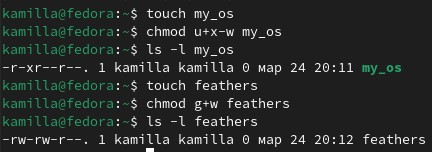 kamilla@fedora:~$ touch my_os
kamilla@fedora:~$ chmod u+x-w my_os
kamilla@fedora:~$ ls -l my_os
-r-xr--r--. 1 kamilla kamilla 0 мар 24 20:11 my_os
kamilla@fedora:~$ touch feathers
kamilla@fedora:~$ chmod g+w feathers
kamilla@fedora:~$ ls -l feathers
-rw-rw-r--. 1 kamilla kamilla 0 мар 24 20:12 feathers